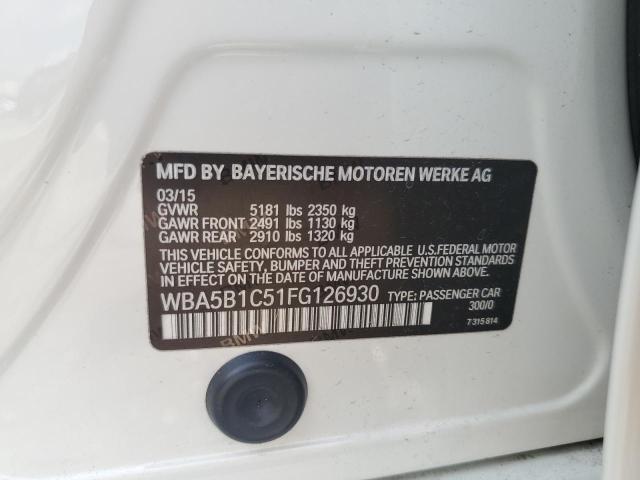 MFD BY BAYERISCHE MOTOREN WERKE AG
03/15
GVWR 5181 lbs 2350 kg
GAWR FRONT 2491 lbs 1130 kg
GAWR REAR 2910 lbs 1320 kg
THIS VEHICLE CONFORMS TO ALL APPLICABLE U.S.FEDERAL MOTOR
VEHICLE SAFETY, BUMPER AND THEFT PREVENTION STANDARDS IN
EFFECT ON THE DATE OF MANUFACTURE SHOWN ABOVE.
WBA5B1C51FG126930 TYPE: PASSENGER CAR
300/0
7315814